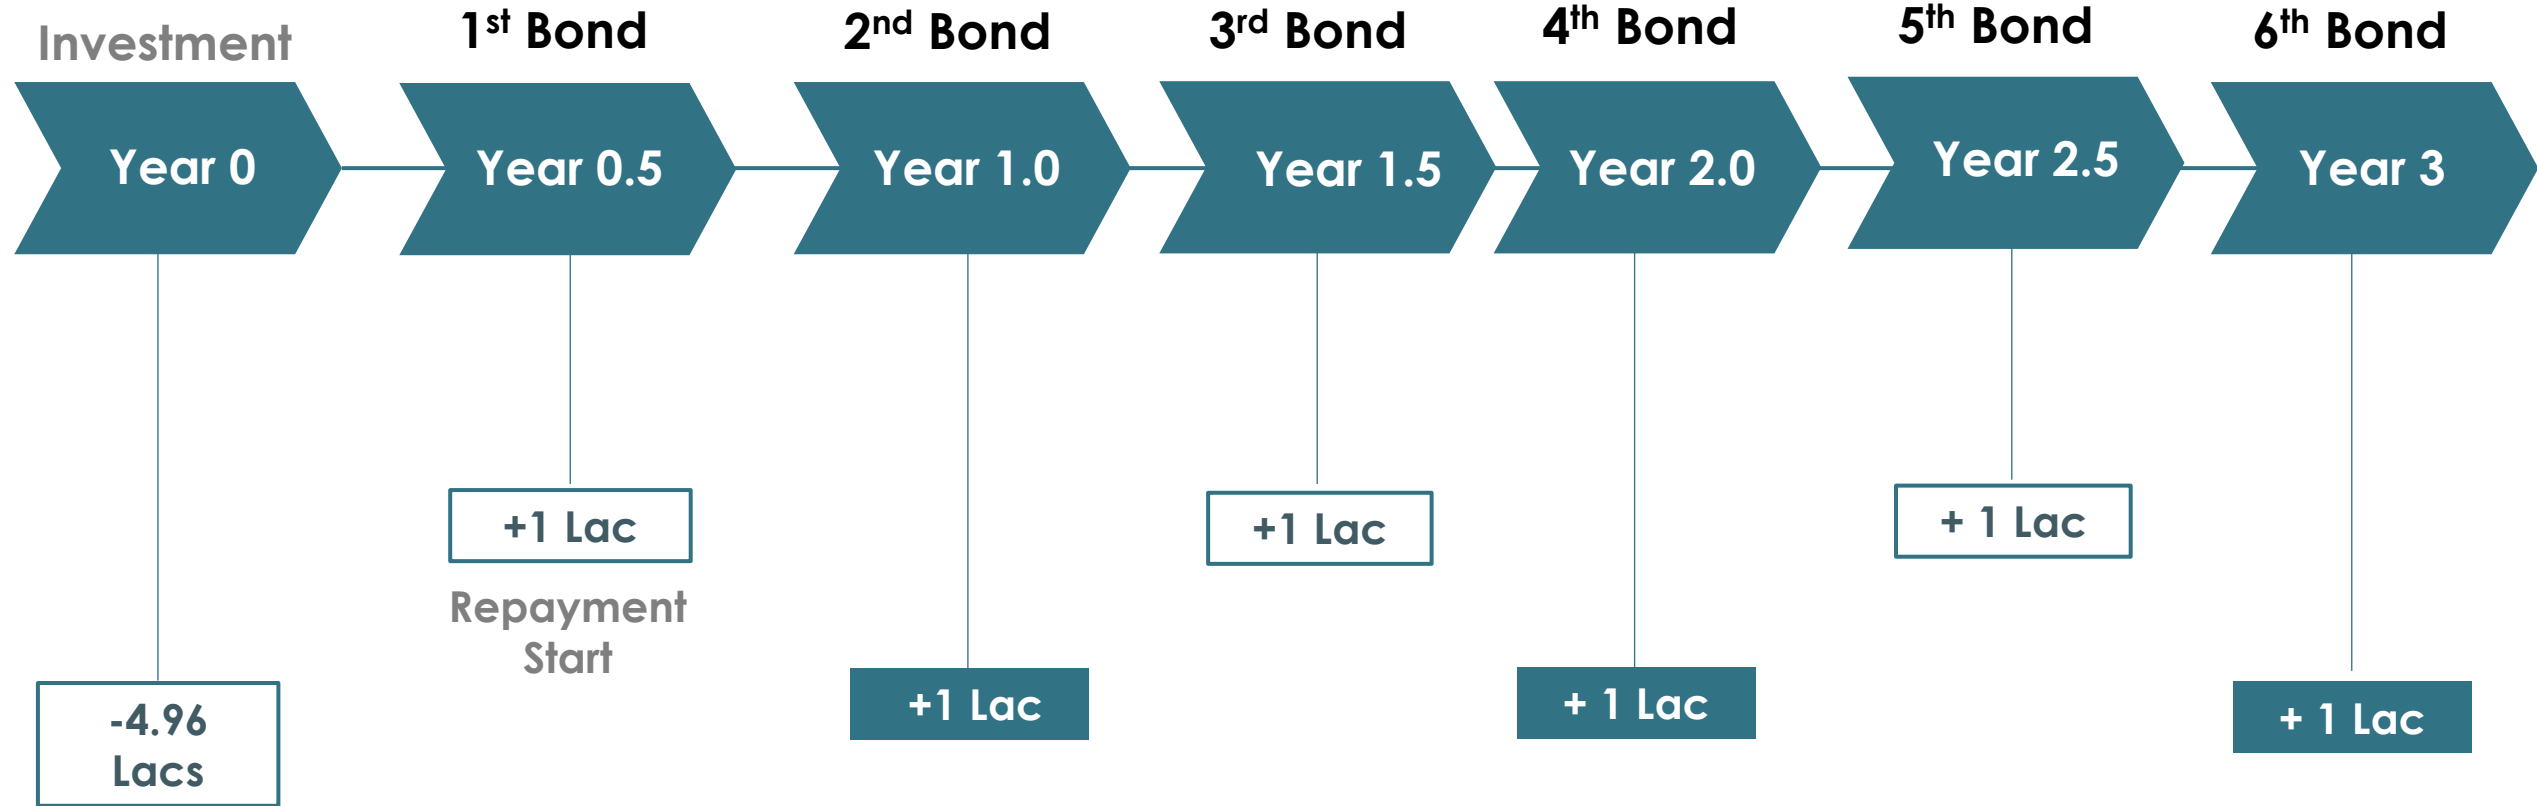 Investment
1st Bond
2nd Bond
3rd Bond
4th Bond
5th Bond
6th Bond
Year 0
Year 0.5
Year 1.0
Year 1.5
Year 2.0
Year 2.5
Year 3
+1 Lac
+1 Lac
+ 1 Lac
Repayment
Start
-4.96
Lacs
+1 Lac
+ 1 Lac
+ 1 Lac